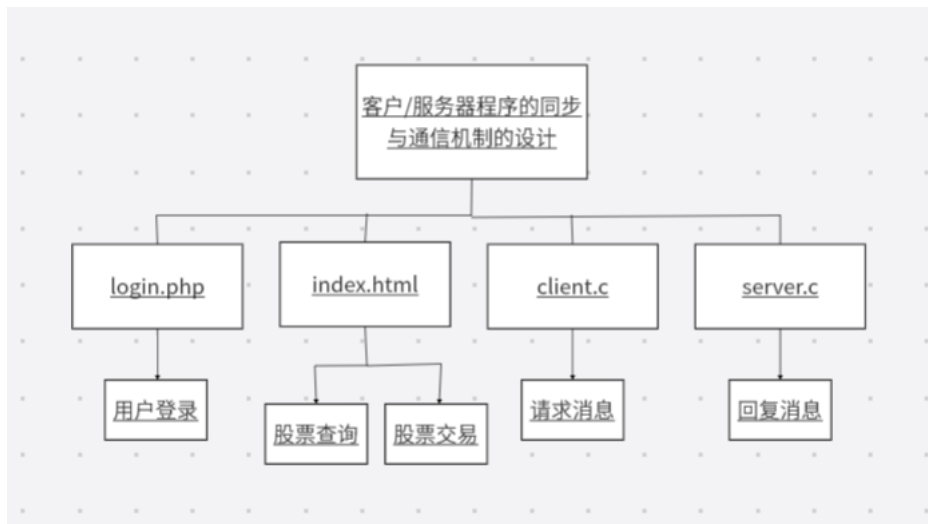 客户/服务器程序的同步
与通信机制的设计
login.php
index.html
client.c
server.c
用户登录
股票查询
股票交易
请求消息
回复消息